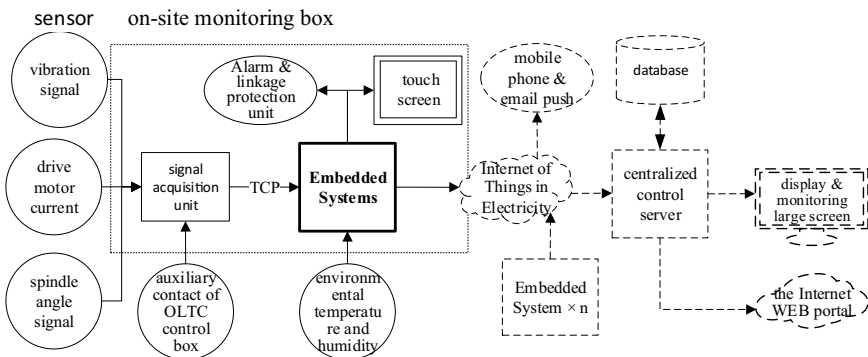 sensor
on-site monitoring box
vibration
signal
drive
motor
current
spindle
angle
signal
Alarm &
linkage
protection
unit
touch
screen
signal
acquisition
unit
TCP
Embedded
Systems
auxiliary
contact of
OLTC
control
box
environm
ental
temperatu
re and
humidity
mobile
phone &
email push
Internet of
Things in
Electricity
Embedded
System × n
database
centralized
control
server
display &
monitoring
large screen
the Internet
WEB portal